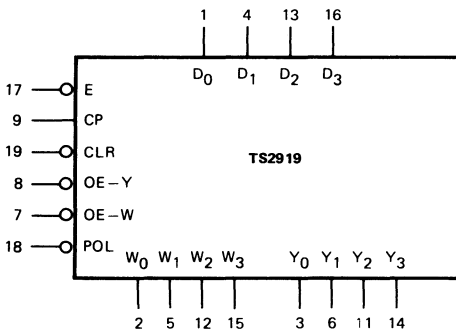 1 4 13 16
D0 D1 D2 D3
17 E
9 CP
19 CLR
TS2919
8 OE–Y
7 OE–W
18 POL
W0 W1 W2 W3 Y0 Y1 Y2 Y3
2 5 12 15 3 6 11 14